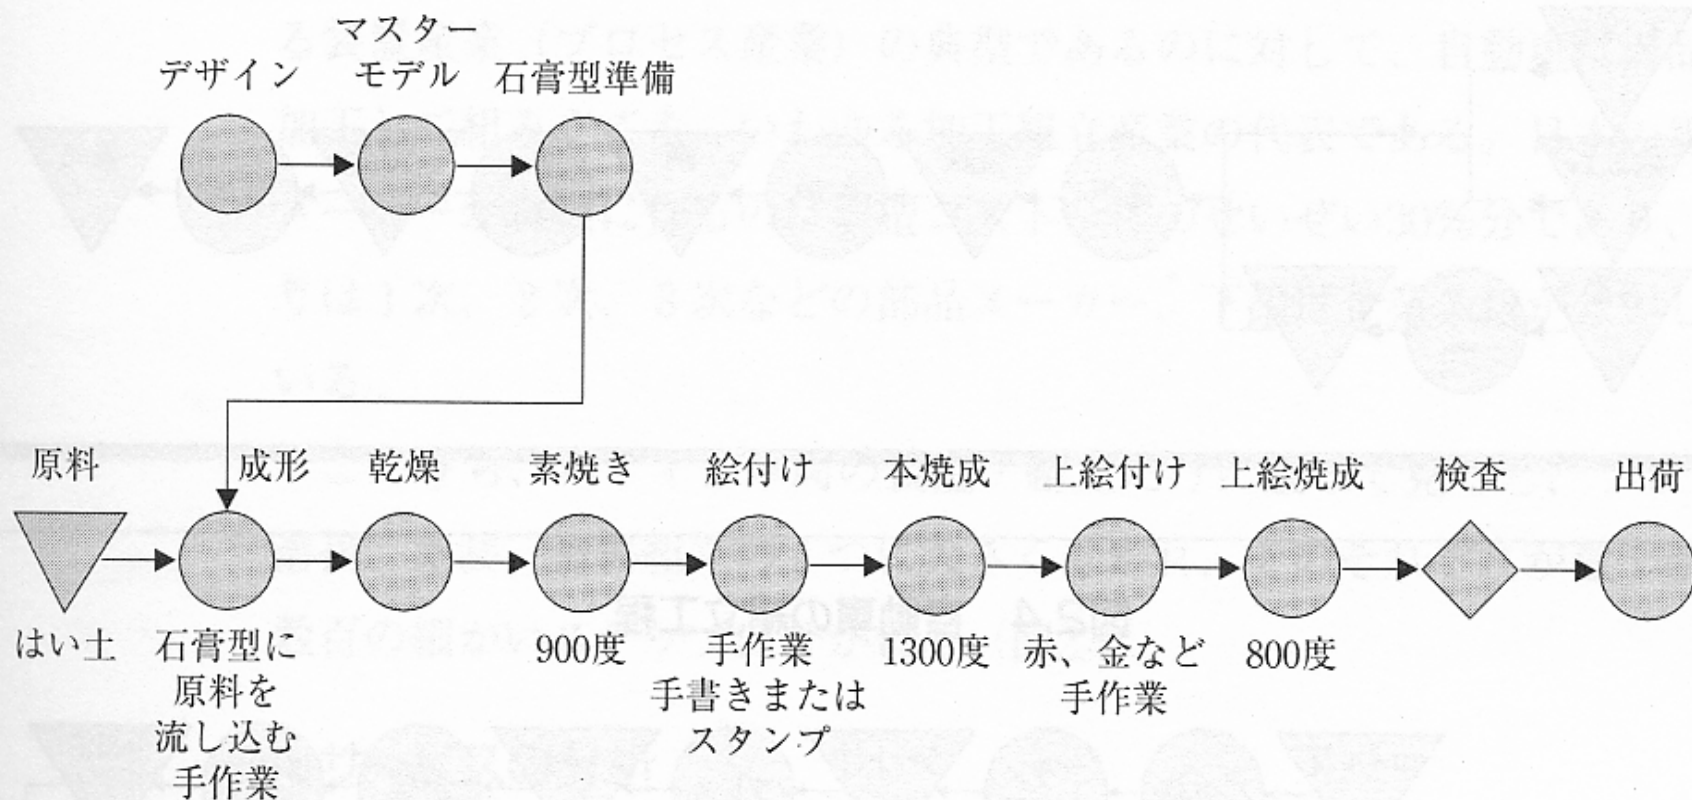 マスター
デザイン モデル 石膏型準備
原料 成形 乾燥 素焼き 絵付け 本焼成 上絵付け 上絵焼成 検査 出荷
はい土 石膏型に 900度 手作業 1300度 赤、金など 800度
原料を 手書きまたは 手作業
流し込む スタンプ
手作業